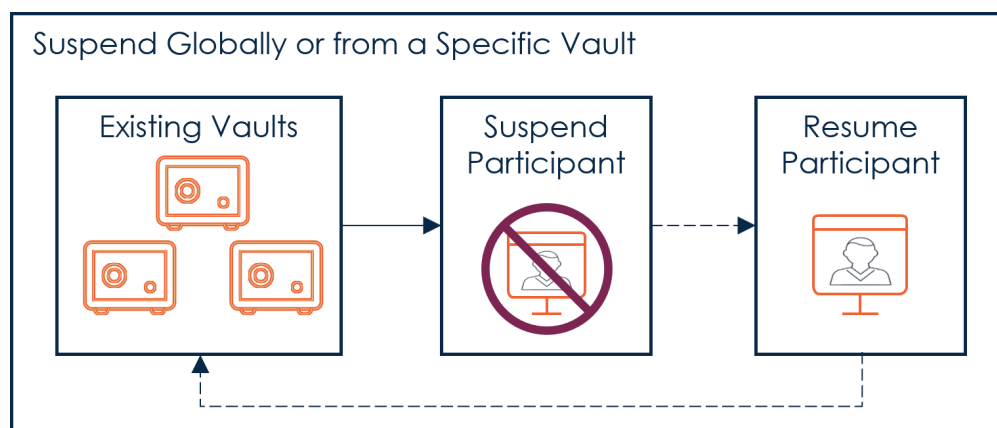 Suspend Globally or from a Specific Vault
Existing Vaults
Suspend
Participant
Resume
Participant